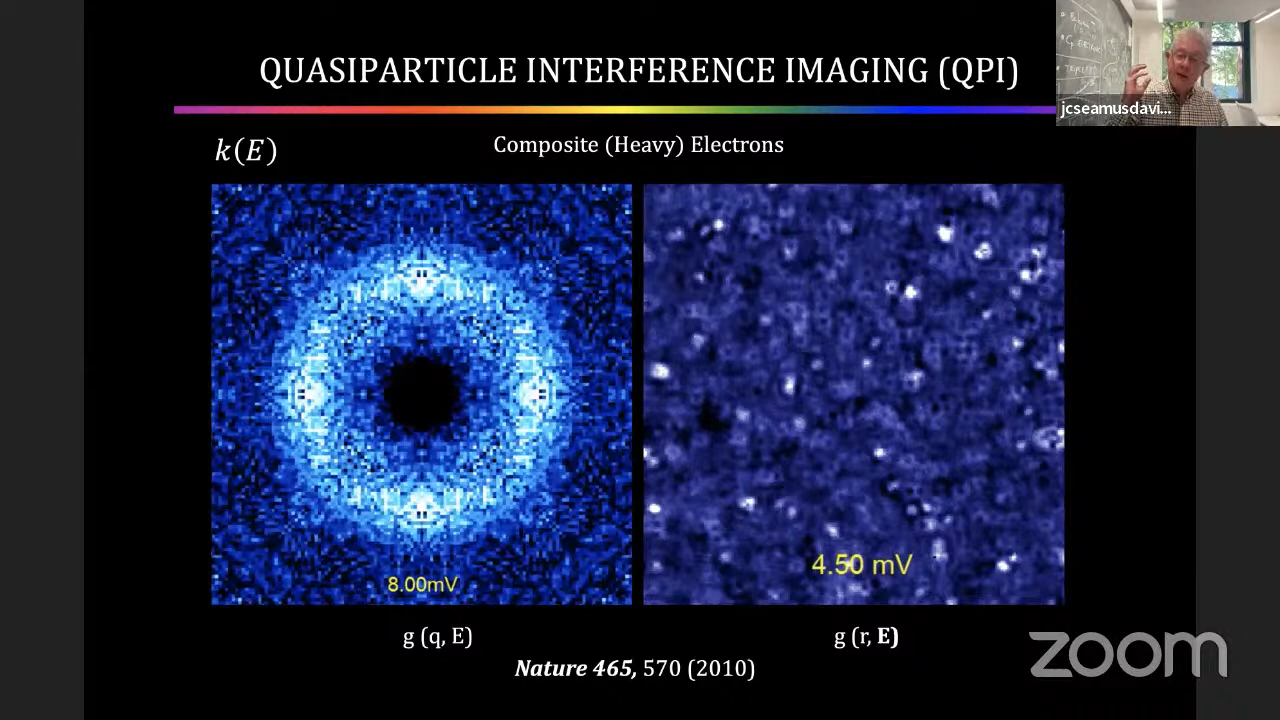 QUASIPARTICLE INTERFERENCE IMAGING (QPI)
jcseamusdavi...
k(E)
Composite (Heavy) Electrons
8.00mV
4.50 mV
g (q, E)
g (r, E)
Nature 465, 570 (2010)
zoom